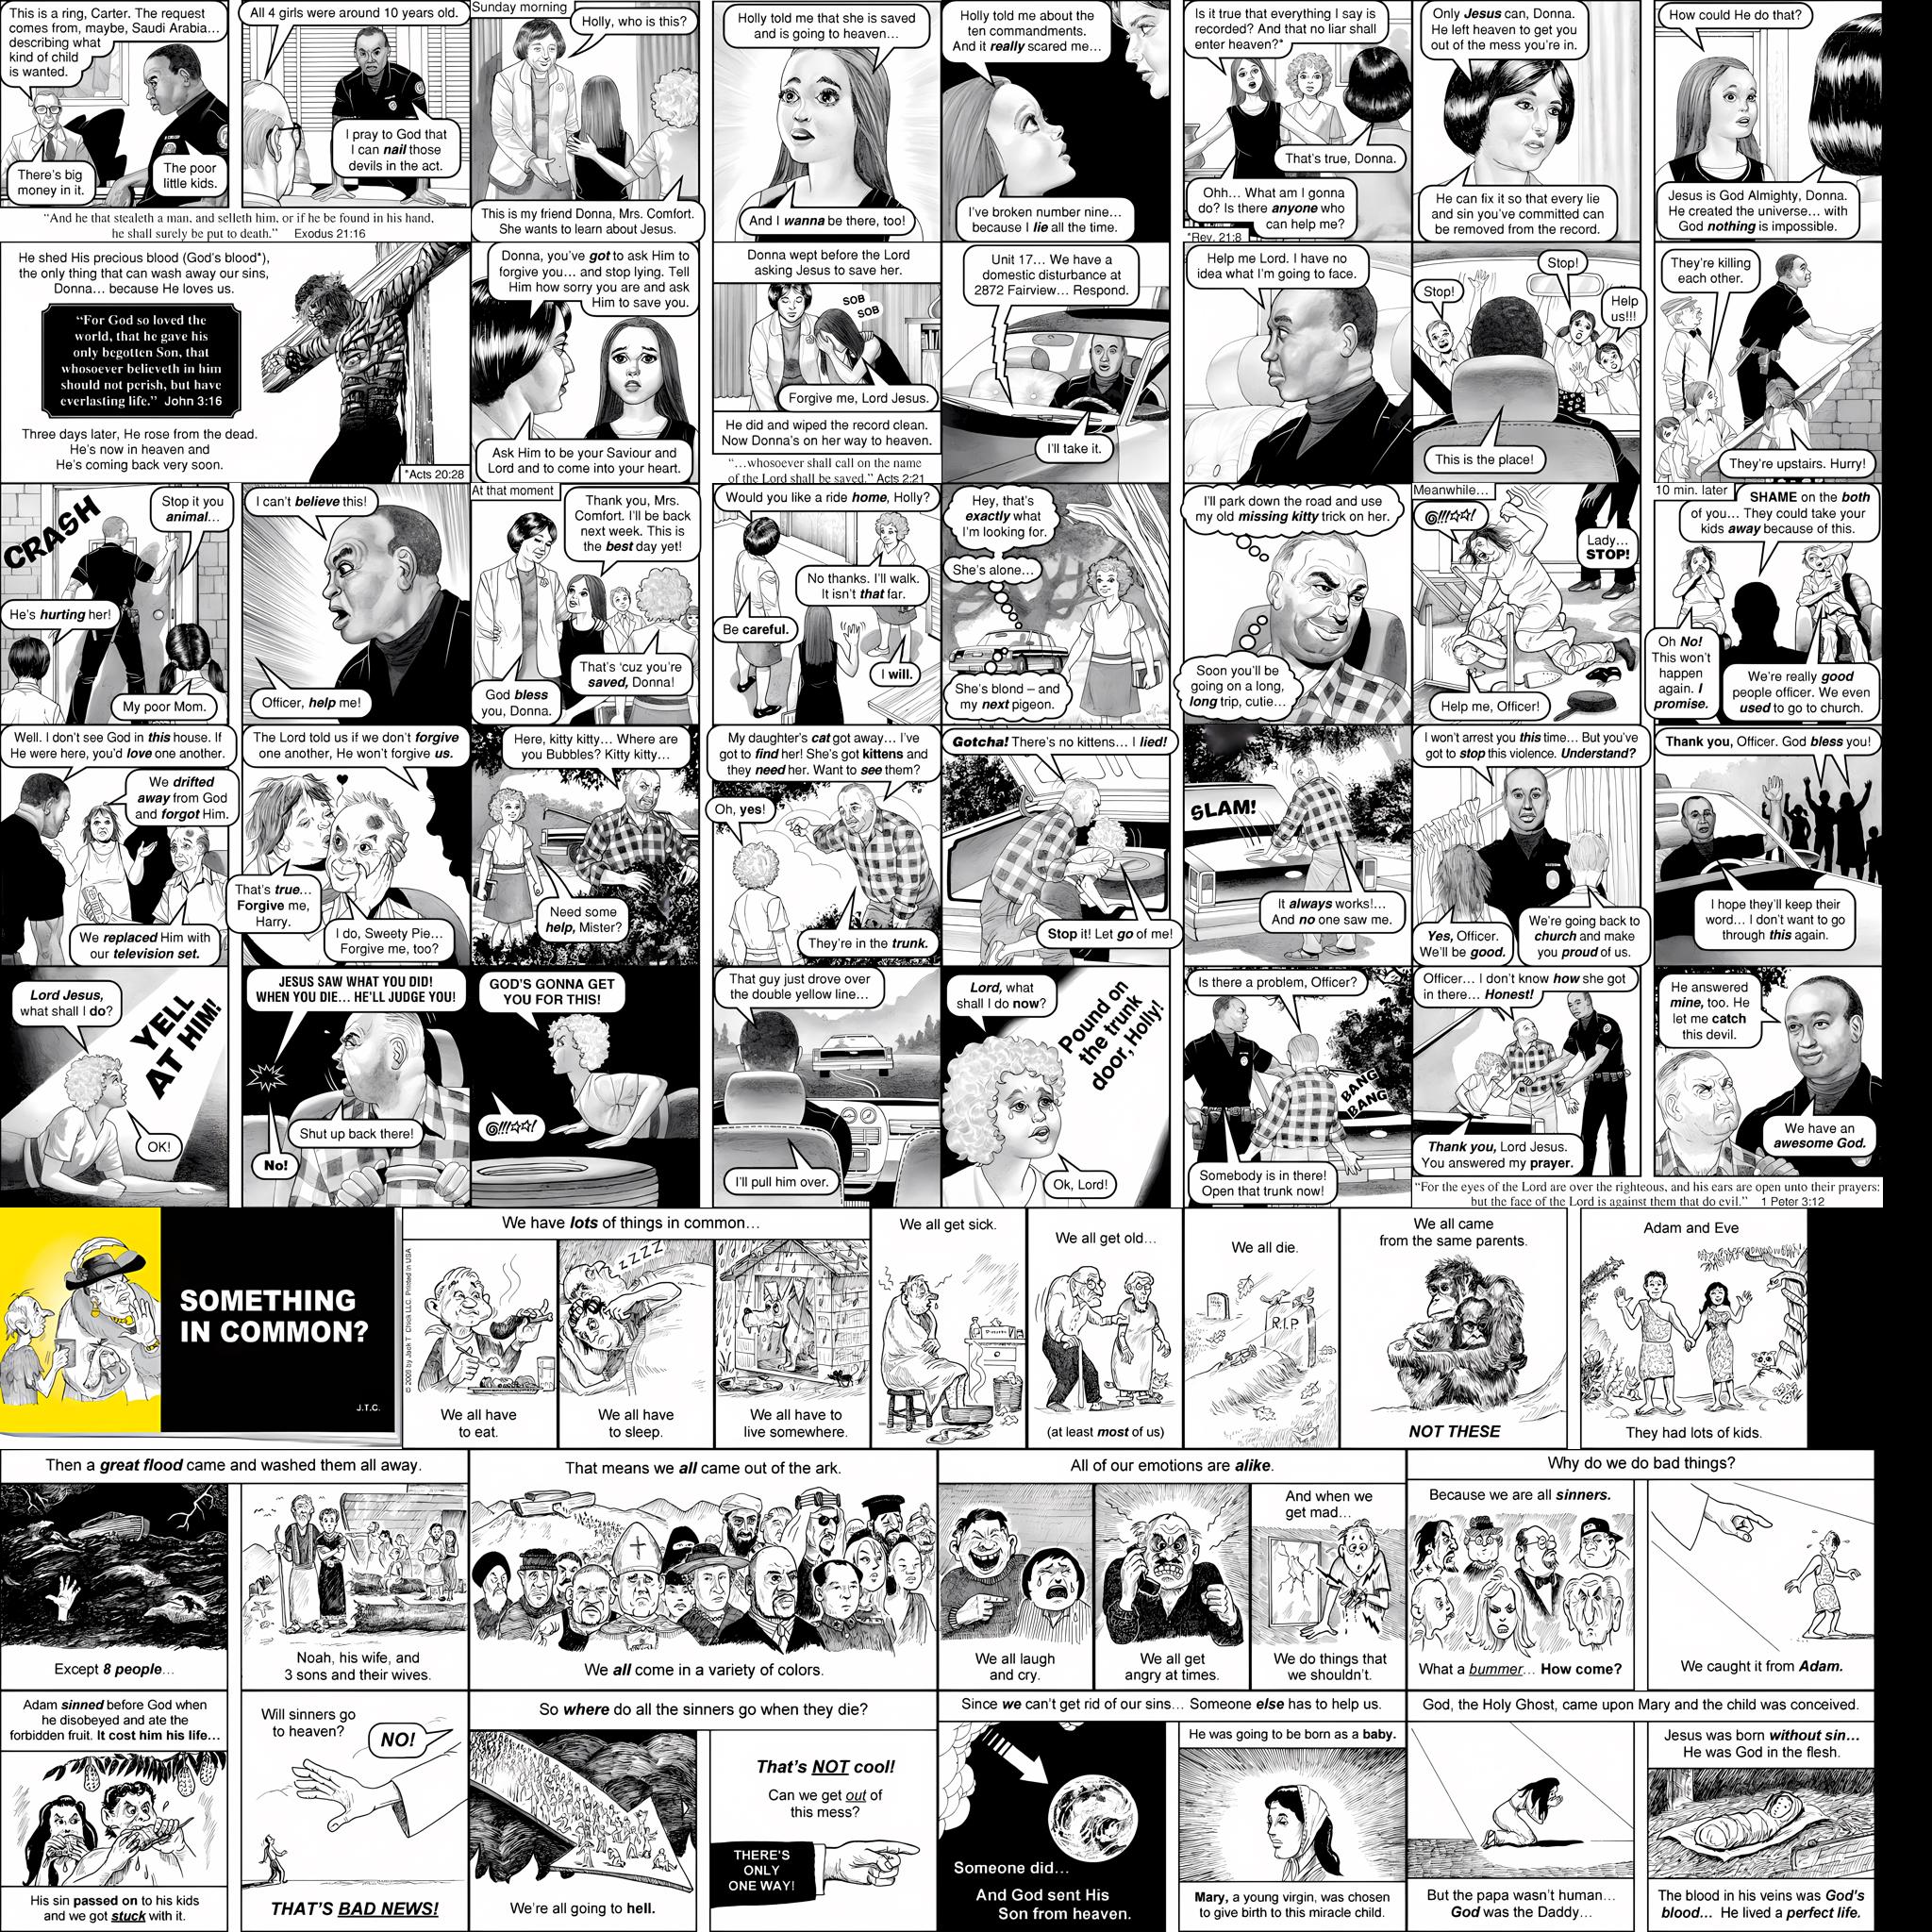 This is a ring, Carter. The request
comes from, maybe, Saudi Arabia…
describing what
kind of child
is wanted.
There's big
money in it.
The poor
little kids.
All 4 girls were around 10 years old.
I pray to God that
I can nail those
devils in the act.
"And he that stealeth a man, and selleth him, or if he be found in his hand,
he shall surely be put to death." Exodus 21:16
Sunday morning
Holly, who is this?
This is my friend Donna, Mrs. Comfort.
She wants to learn about Jesus.
Holly told me that she is saved
and is going to heaven…
And I wanna be there, too!
Holly told me about the
ten commandments.
And it really scared me…
I've broken number nine…
because I lie all the time.
Is it true that everything I say is
recorded? And that no liar shall
enter heaven?*
That's true, Donna.
Ohh… What am I gonna
do? Is there anyone who
can help me?
*Rev. 21:8
Only Jesus can, Donna.
He left heaven to get you
out of the mess you're in.
He can fix it so that every lie
and sin you've committed can
be removed from the record.
How could He do that?
Jesus is God Almighty, Donna.
He created the universe… with
God nothing is impossible.
He shed His precious blood (God's blood*),
the only thing that can wash away our sins,
Donna… because He loves us.
"For God so loved the
world, that he gave his
only begotten Son, that
whosoever believeth in him
should not perish, but have
everlasting life." John 3:16
Three days later, He rose from the dead.
He's now in heaven and
He's coming back very soon.
*Acts 20:28
Donna, you've got to ask Him to
forgive you… and stop lying. Tell
Him how sorry you are and ask
Him to save you.
Ask Him to be your Saviour and
Lord and to come into your heart.
Donna wept before the Lord
asking Jesus to save her.
SOB
SOB
Forgive me, Lord Jesus.
He did and wiped the record clean.
Now Donna's on her way to heaven.
"…whosoever shall call on the name
of the Lord shall be saved." Acts 2:21
Unit 17… We have a
domestic disturbance at
2872 Fairview… Respond.
I'll take it.
Help me Lord. I have no
idea what I'm going to face.
Stop!
Stop!
Help
us!!!
This is the place!
They're killing
each other.
They're upstairs. Hurry!
CRASH
Stop it you
animal…
He's hurting her!
My poor Mom.
I can't believe this!
Officer, help me!
At that moment
Thank you, Mrs.
Comfort. I'll be back
next week. This is
the best day yet!
God bless
you, Donna.
That's 'cuz you're
saved, Donna!
Would you like a ride home, Holly?
No thanks. I'll walk.
It isn't that far.
Be careful.
I will.
Hey, that's
exactly what
I'm looking for.
She's alone…
She's blond – and
my next pigeon.
I'll park down the road and use
my old missing kitty trick on her.
Soon you'll be
going on a long,
long trip, cutie…
Meanwhile…
@!!!☆☆!
Lady…
STOP!
Help me, Officer!
10 min. later
SHAME on the both
of you… They could take your
kids away because of this.
Oh No!
This won't
happen
again. I
promise.
We're really good
people officer. We even
used to go to church.
Well. I don't see God in this house. If
He were here, you'd love one another.
We drifted
away from God
and forgot Him.
We replaced Him with
our television set.
The Lord told us if we don't forgive
one another, He won't forgive us.
That's true…
Forgive me,
Harry.
I do, Sweety Pie…
Forgive me, too?
Here, kitty kitty… Where are
you Bubbles? Kitty kitty…
Need some
help, Mister?
My daughter's cat got away… I've
got to find her! She's got kittens and
they need her. Want to see them?
Oh, yes!
They're in the trunk.
Gotcha! There's no kittens… I lied!
Stop it! Let go of me!
SLAM!
It always works!…
And no one saw me.
I won't arrest you this time… But you've
got to stop this violence. Understand?
Yes, Officer.
We'll be good.
We're going back to
church and make
you proud of us.
Thank you, Officer. God bless you!
I hope they'll keep their
word… I don't want to go
through this again.
Lord Jesus,
what shall I do?
YELL
AT HIM!
OK!
JESUS SAW WHAT YOU DID!
WHEN YOU DIE… HE'LL JUDGE YOU!
Shut up back there!
No!
GOD'S GONNA GET
YOU FOR THIS!
@!!!☆☆!
That guy just drove over
the double yellow line…
I'll pull him over.
Lord, what
shall I do now?
Pound on
the trunk
door, Holly!
Ok, Lord!
Is there a problem, Officer?
BANG
BANG
Somebody is in there!
Open that trunk now!
Officer… I don't know how she got
in there… Honest!
Thank you, Lord Jesus.
You answered my prayer.
He answered
mine, too. He
let me catch
this devil.
We have an
awesome God.
"For the eyes of the Lord are over the righteous, and his ears are open unto their prayers:
but the face of the Lord is against them that do evil." 1 Peter 3:12
SOMETHING
IN COMMON?
J.T.C.
© 2009 by Jack T. Chick LLC. Printed in USA
We have lots of things in common…
We all have
to eat.
ZZZZ
We all have
to sleep.
We all have to
live somewhere.
We all get sick.
We all get old…
(at least most of us)
We all die.
R.I.P
We all came
from the same parents.
NOT THESE
Adam and Eve
They had lots of kids.
Then a great flood came and washed them all away.
Except 8 people…
Noah, his wife, and
3 sons and their wives.
That means we all came out of the ark.
We all come in a variety of colors.
All of our emotions are alike.
We all laugh
and cry.
We all get
angry at times.
And when we
get mad…
We do things that
we shouldn't.
Why do we do bad things?
Because we are all sinners.
What a bummer… How come?
We caught it from Adam.
Adam sinned before God when
he disobeyed and ate the
forbidden fruit. It cost him his life…
His sin passed on to his kids
and we got stuck with it.
Will sinners go
to heaven?
NO!
THAT'S BAD NEWS!
So where do all the sinners go when they die?
We're all going to hell.
That's NOT cool!
Can we get out of
this mess?
THERE'S
ONLY
ONE WAY!
Since we can't get rid of our sins… Someone else has to help us.
Someone did…
And God sent His
Son from heaven.
He was going to be born as a baby.
Mary, a young virgin, was chosen
to give birth to this miracle child.
God, the Holy Ghost, came upon Mary and the child was conceived.
But the papa wasn't human…
God was the Daddy…
Jesus was born without sin…
He was God in the flesh.
The blood in his veins was God's
blood… He lived a perfect life.